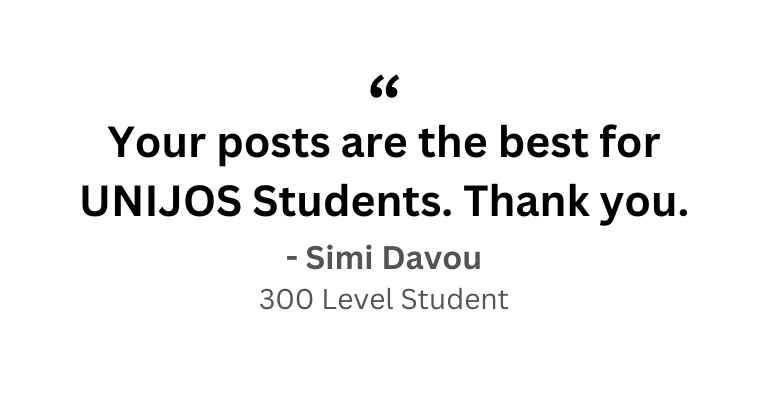 “
Your posts are the best for
UNIJOS Students. Thank you.
- Simi Davou
300 Level Student